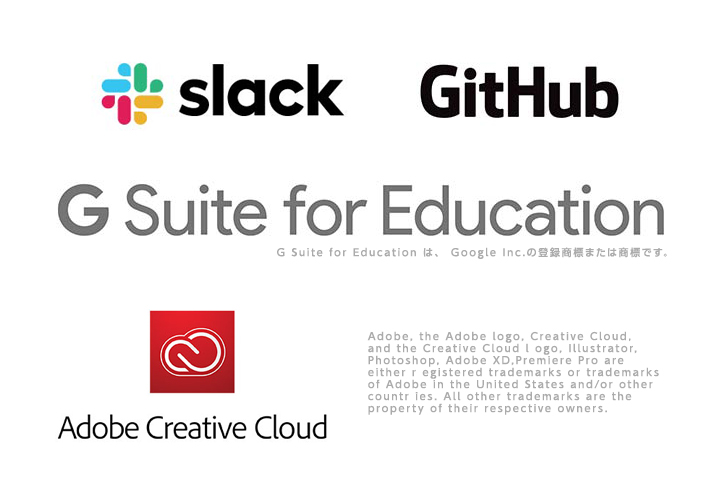 slack
GitHub
G Suite for Education
G Suite for Education は、 Google Inc.の登録商標または商標です。
Adobe, the Adobe logo, Creative Cloud,
and the Creative Cloud l ogo, Illustrator,
Photoshop, Adobe XD,Premiere Pro are
either r egistered trademarks or trademarks
of Adobe in the United States and/or other
countr ies. All other trademarks are the
property of their respective owners.
Adobe Creative Cloud